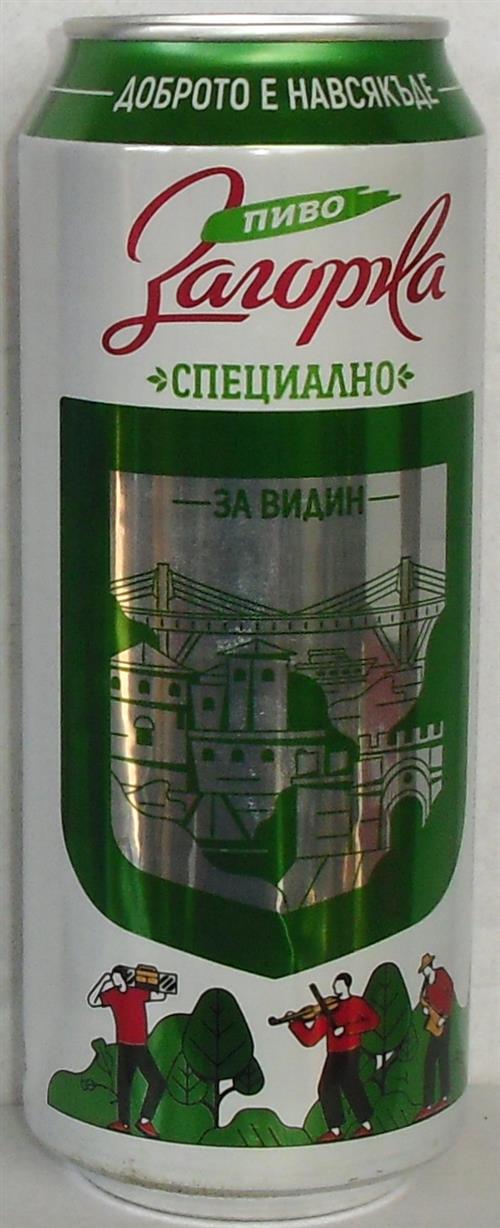 ДОБРОТО Е НАВСЯКЪДЕ
ПИВО
Загорка
СПЕЦИАЛНО
ЗА ВИДИН